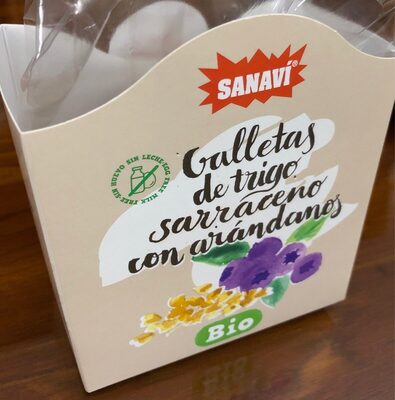 SANAVÍ®
Galletas
de trigo
sarraceno
con arándanos
SIN HUEVO SIN LECHE·EGG FREE MILK FREE·
Bio